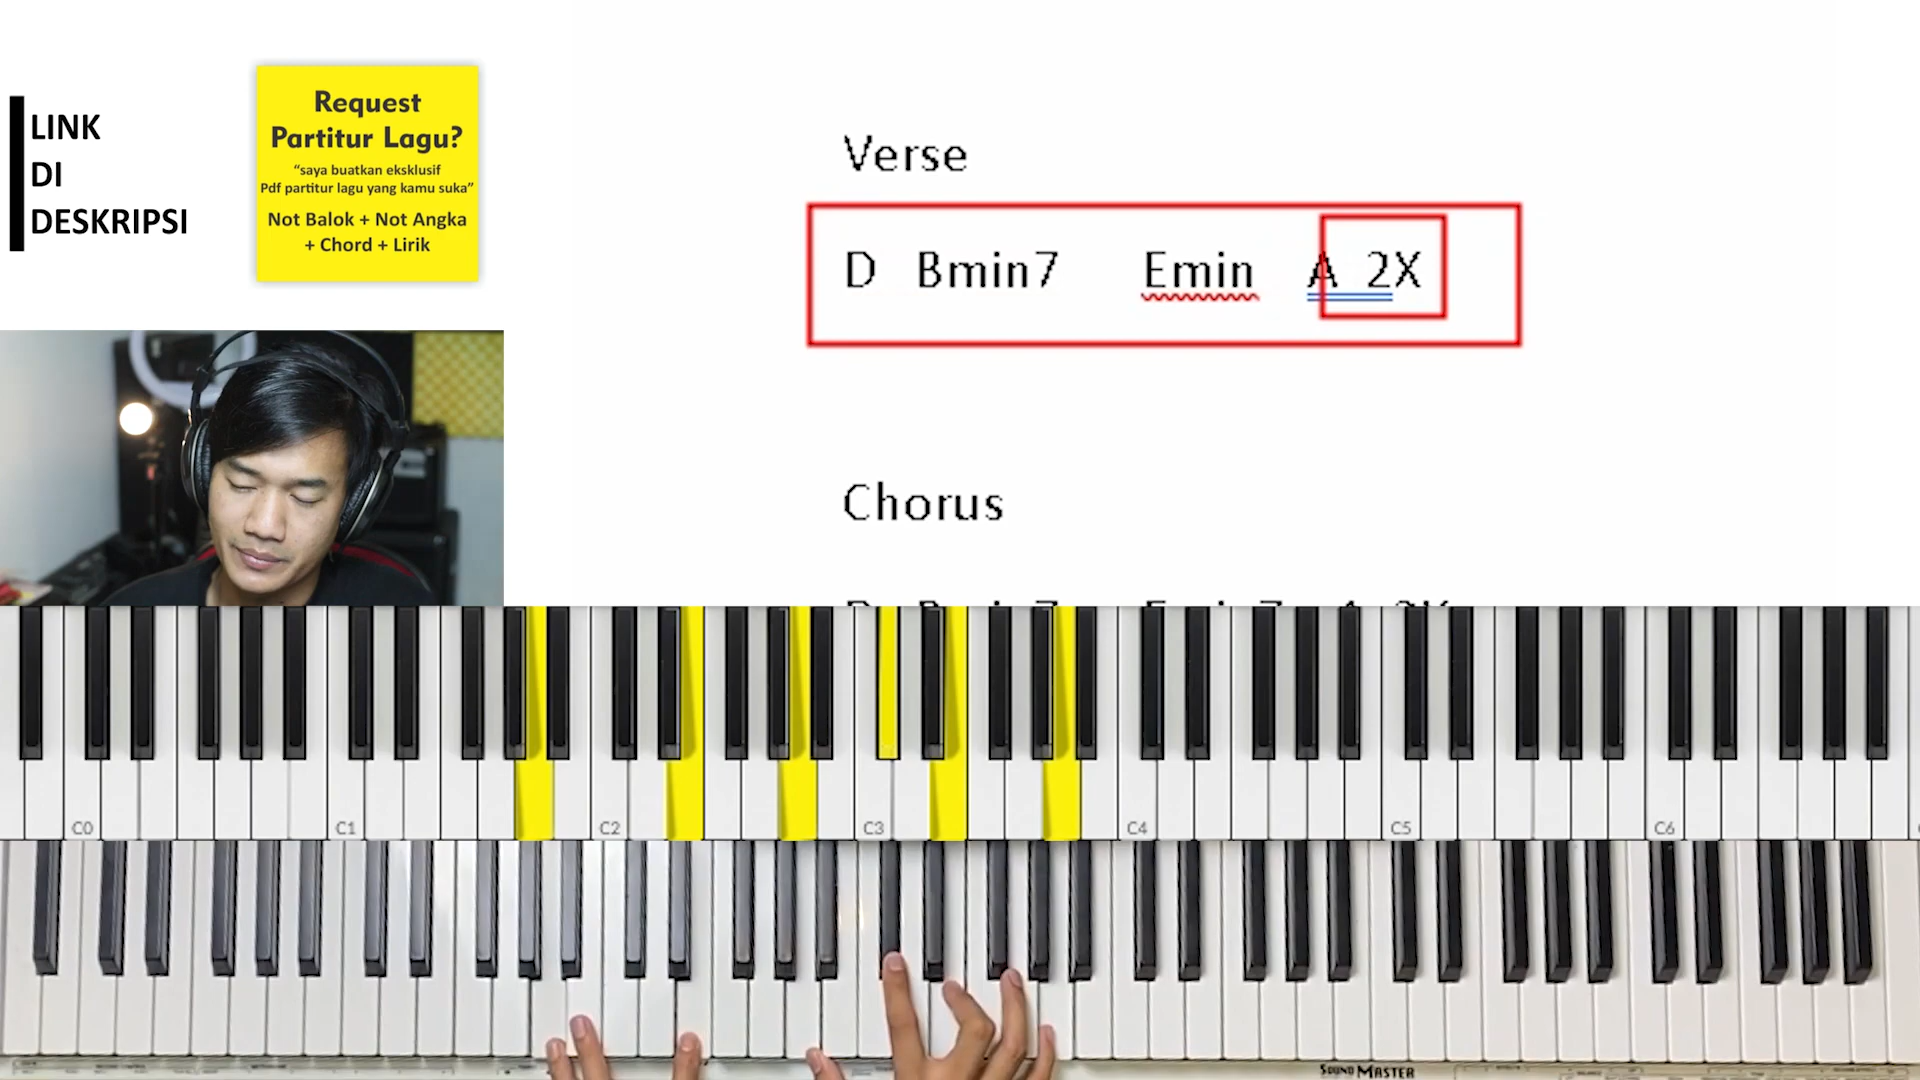 LINK
DI
DESKRIPSI
Request
Partitur Lagu?
“saya buatkan eksklusif
Pdf partitur lagu yang kamu suka”
Not Balok + Not Angka
+ Chord + Lirik
Verse
D Bmin7 Emin A 2X
Chorus
C0 C1 C2 C3 C4 C5 C6
SOUND MASTER